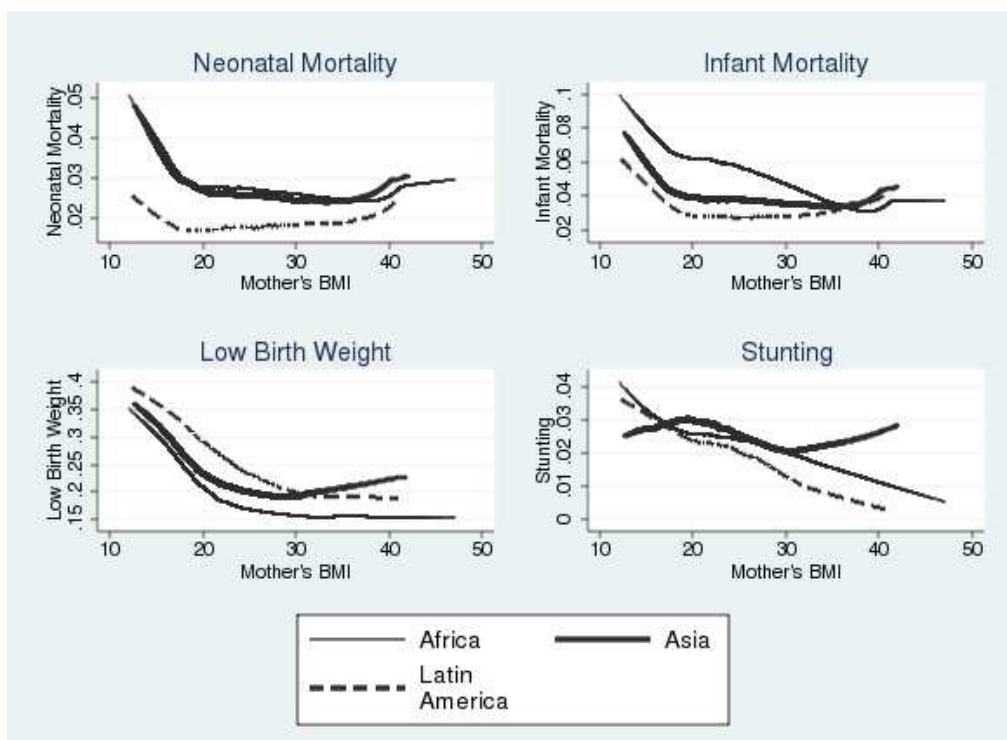 Neonatal Mortality
Neonatal Mortality
.02 .03 .04 .05
10 20 30 40 50
Mother's BMI
Infant Mortality
Infant Mortality
.02 .04 .06 .08 .1
10 20 30 40 50
Mother's BMI
Low Birth Weight
Low Birth Weight
.15 .2 .25 .3 .35 .4
10 20 30 40 50
Mother's BMI
Stunting
Stunting
0 .01 .02 .03 .04
10 20 30 40 50
Mother's BMI
Africa
Asia
Latin
America